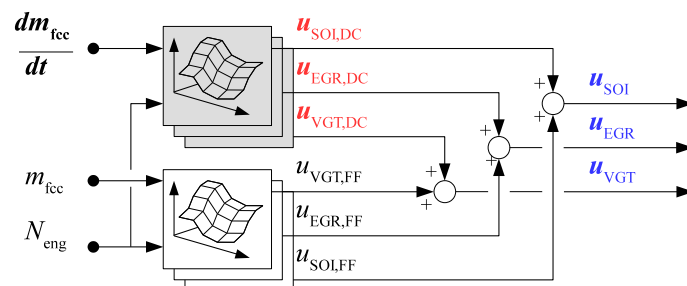 dm_fcc
dt
m_fcc
N_eng
u_SOI,DC
u_EGR,DC
u_VGT,DC
u_VGT,FF
u_EGR,FF
u_SOI,FF
+
+
+
+
+
+
u_SOI
u_EGR
u_VGT